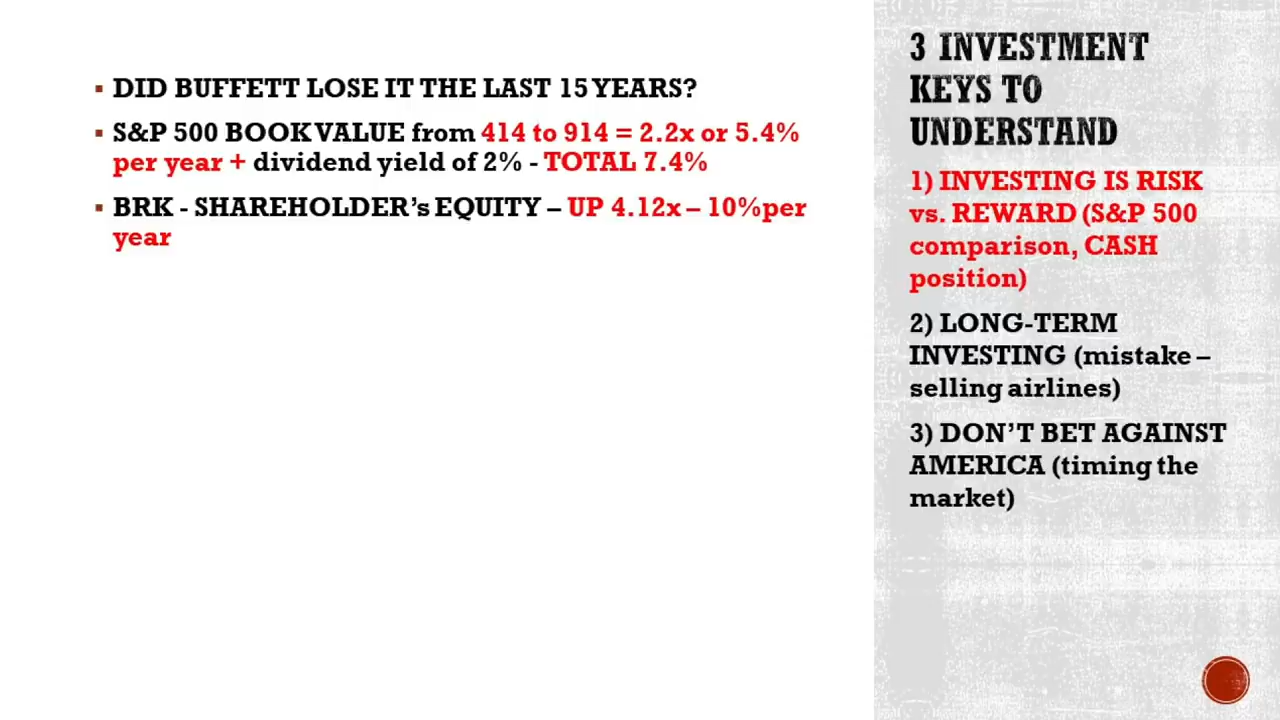 DID BUFFETT LOSE IT THE LAST 15 YEARS?
S&P 500 BOOK VALUE from 414 to 914 = 2.2x or 5.4%
per year + dividend yield of 2% - TOTAL 7.4%
BRK - SHAREHOLDER’s EQUITY – UP 4.12x – 10%per
year
3 INVESTMENT
KEYS TO
UNDERSTAND
1) INVESTING IS RISK
vs. REWARD (S&P 500
comparison, CASH
position)
2) LONG-TERM
INVESTING (mistake –
selling airlines)
3) DON’T BET AGAINST
AMERICA (timing the
market)